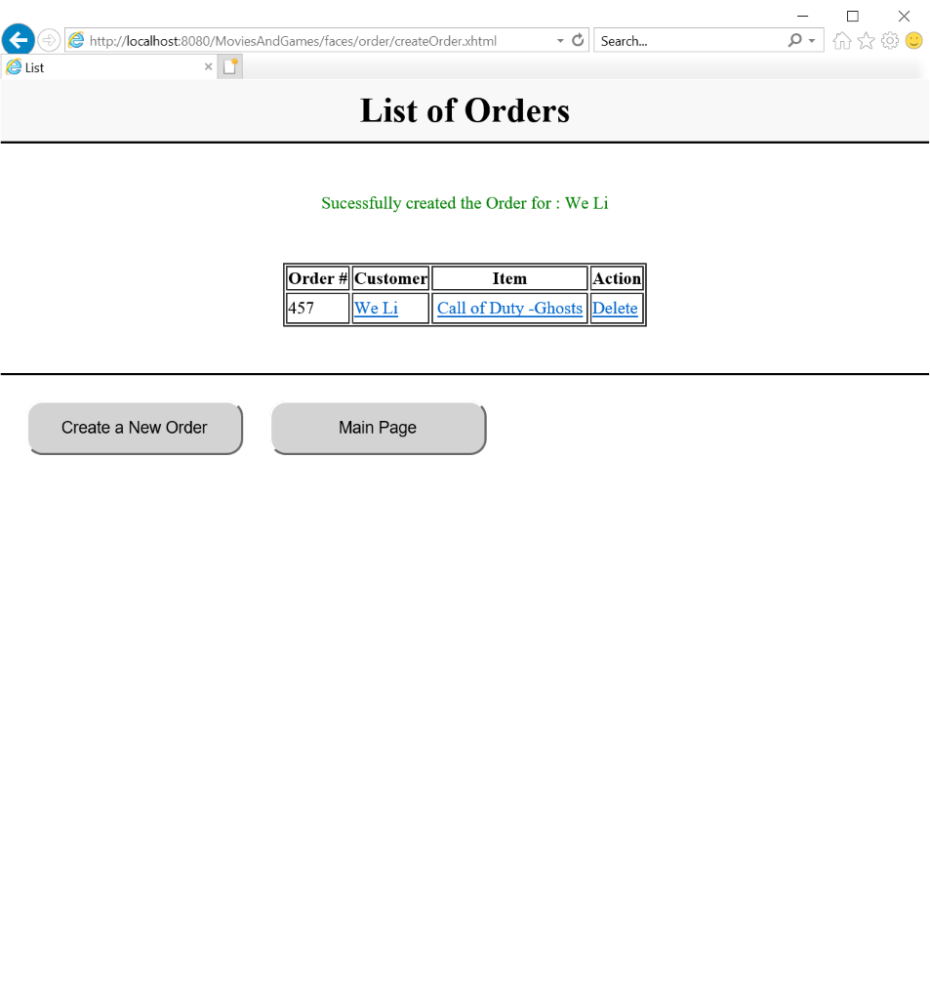 http://localhost:8080/MoviesAndGames/faces/order/createOrder.xhtml Search...
List
List of Orders
Sucessfully created the Order for : We Li
Order # Customer Item Action
457 We Li Call of Duty -Ghosts Delete
Create a New Order Main Page